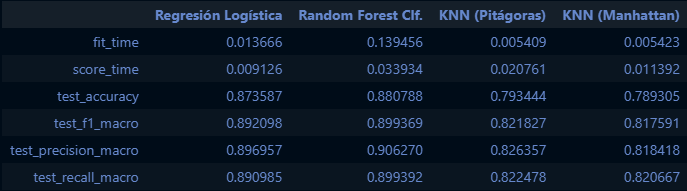 Regresión Logística Random Forest Clf. KNN (Pitágoras) KNN (Manhattan)
fit_time 0.013666 0.139456 0.005409 0.005423
score_time 0.009126 0.033934 0.020761 0.011392
test_accuracy 0.873587 0.880788 0.793444 0.789305
test_f1_macro 0.892098 0.899369 0.821827 0.817591
test_precision_macro 0.896957 0.906270 0.826357 0.818418
test_recall_macro 0.890985 0.899392 0.822478 0.820667